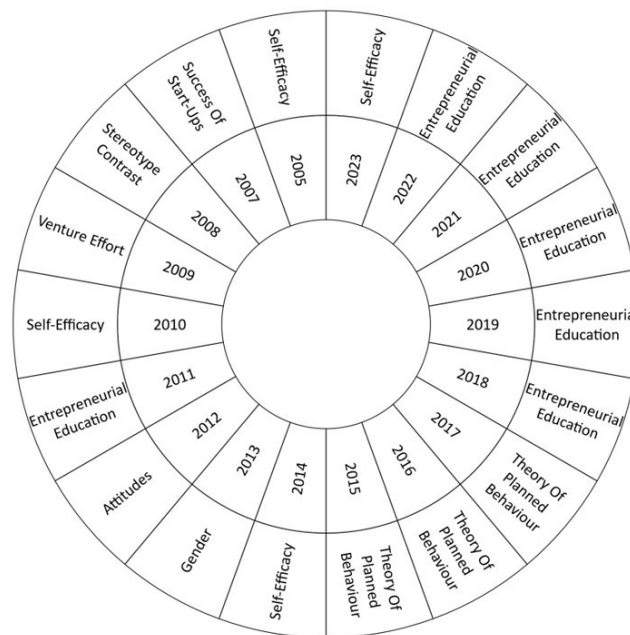 Self-Efficacy
2023
Entrepreneurial
Education
2022
Entrepreneurial
Education
2021
Entrepreneurial
Education
2020
Entrepreneurial
Education
2019
Entrepreneurial
Education
2018
Theory Of
Planned
Behaviour
2017
Theory Of
Planned
Behaviour
2016
Theory Of
Planned
Behaviour
2015
Self-Efficacy
2014
Gender
2013
Attitudes
2012
Entrepreneurial
Education
2011
Self-Efficacy
2010
Venture Effort
2009
Stereotype
Contrast
2008
Success Of
Start-Ups
2007
Self-Efficacy
2005